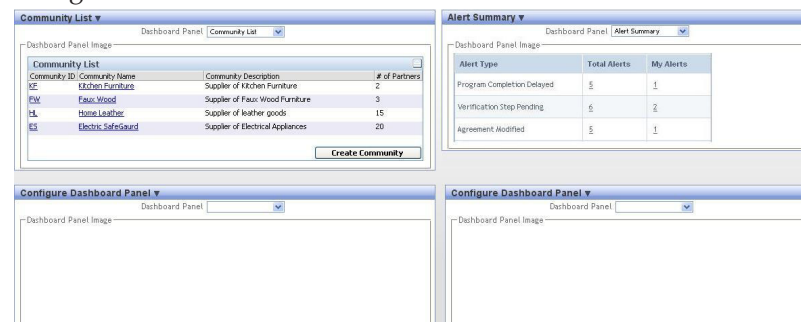 Community List ▼
Dashboard Panel Community List
Dashboard Panel Image
Community List
Community ID Community Name Community Description # of Partners
KF Kitchen Furniture Supplier of Kitchen Furniture 2
FW Faux Wood Supplier of Faux Wood Furniture 3
HL Home Leather Supplier of leather goods 15
ES Electric SafeGaurd Supplier of Electrical Appliances 20
Create Community
Alert Summary ▼
Dashboard Panel Alert Summary
Dashboard Panel Image
Alert Type Total Alerts My Alerts
Program Completion Delayed 5 1
Verification Step Pending 6 2
Agreement Modified 5 1
Configure Dashboard Panel ▼
Dashboard Panel
Dashboard Panel Image
Configure Dashboard Panel ▼
Dashboard Panel
Dashboard Panel Image